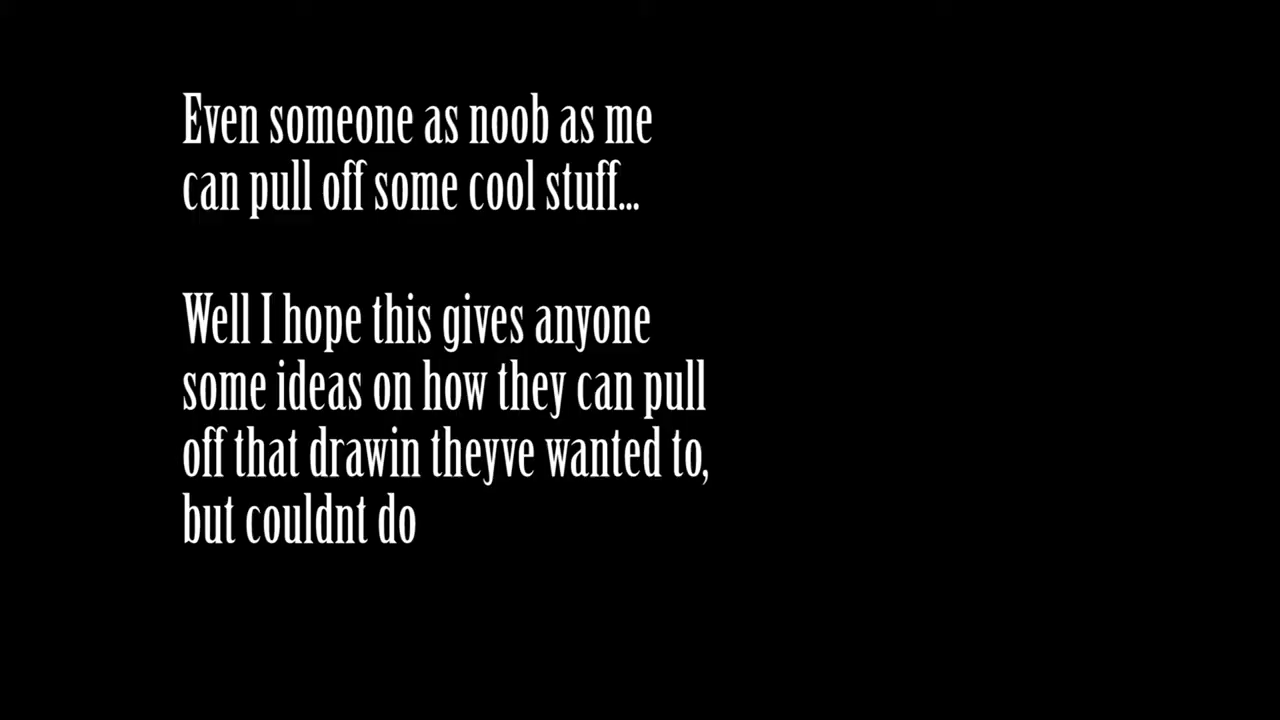 Even someone as noob as me
can pull off some cool stuff...
Well I hope this gives anyone
some ideas on how they can pull
off that drawin theyve wanted to,
but couldnt do